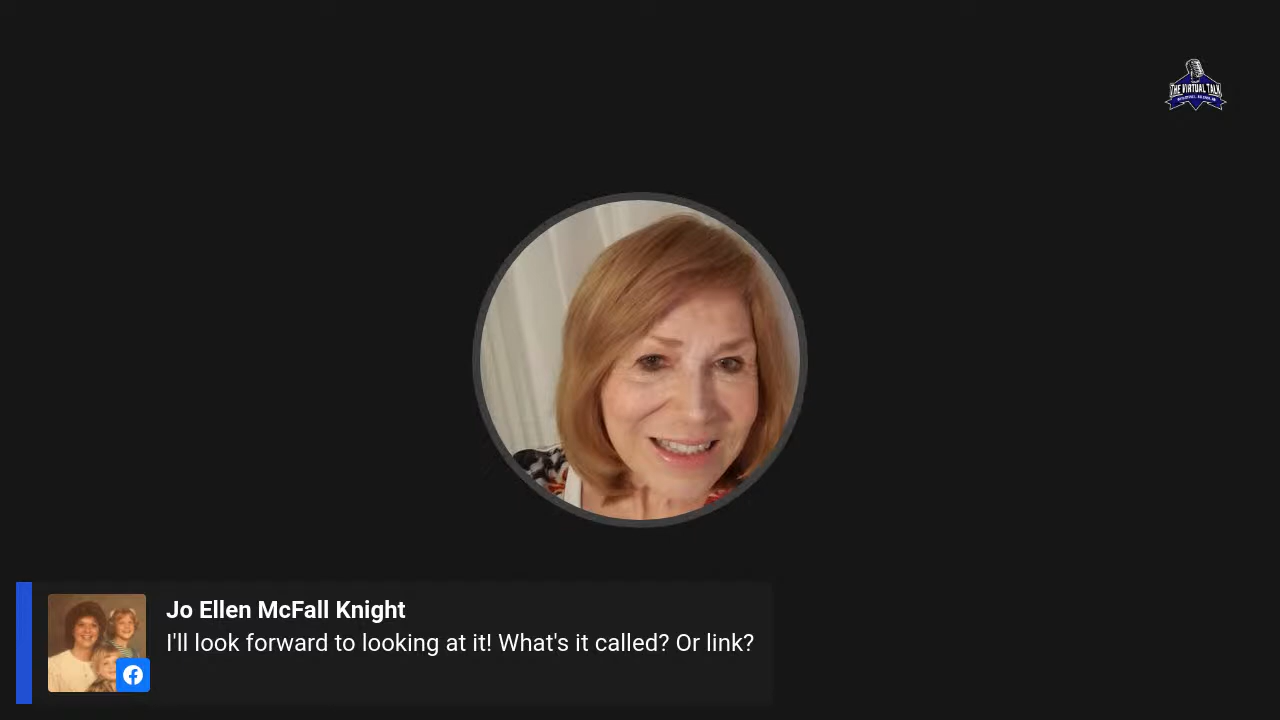 THE VIRTUAL TALK
Jo Ellen McFall Knight
I'll look forward to looking at it! What's it called? Or link?